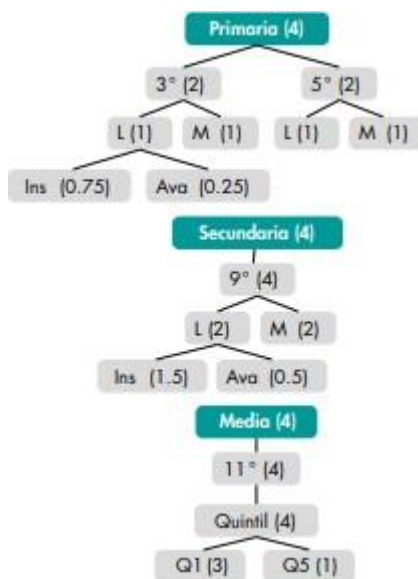 Primaria (4)
3° (2) 5° (2)
L (1) M (1) L (1) M (1)
Ins (0.75) Ava (0.25)
Secundaria (4)
9° (4)
L (2) M (2)
Ins (1.5) Ava (0.5)
Media (4)
11° (4)
Quintil (4)
Q1 (3) Q5 (1)